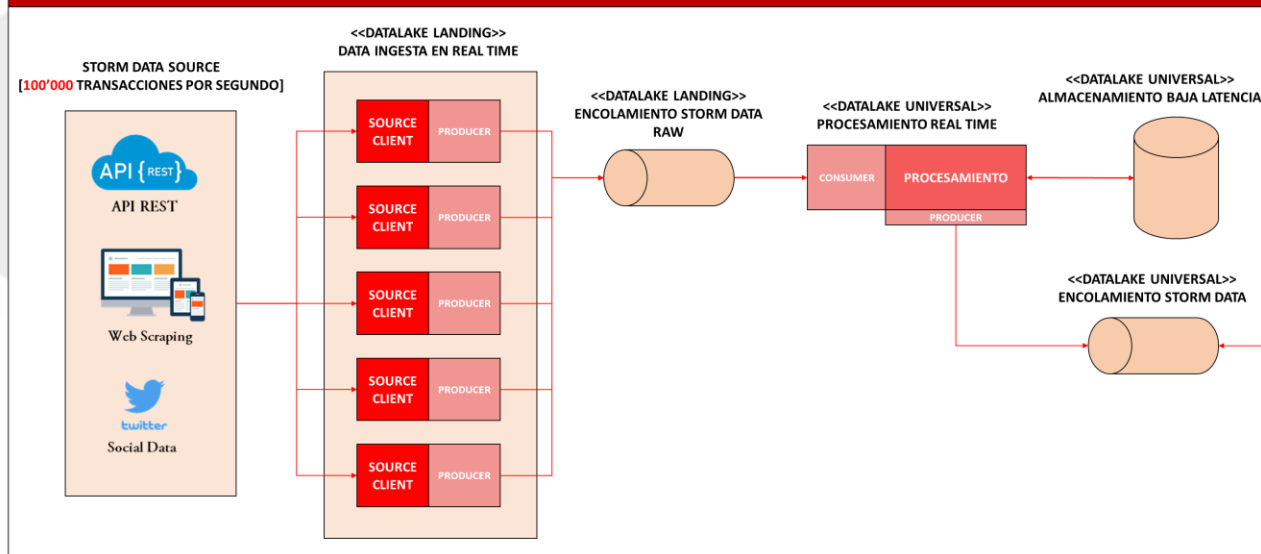 STORM DATA SOURCE
[100'000 TRANSACCIONES POR SEGUNDO]
API {REST}
API REST
Web Scraping
twitter
Social Data
<<DATALAKE LANDING>>
DATA INGESTA EN REAL TIME
SOURCE
CLIENT
PRODUCER
SOURCE
CLIENT
PRODUCER
SOURCE
CLIENT
PRODUCER
SOURCE
CLIENT
PRODUCER
SOURCE
CLIENT
PRODUCER
<<DATALAKE LANDING>>
ENCOLAMIENTO STORM DATA
RAW
<<DATALAKE UNIVERSAL>>
PROCESAMIENTO REAL TIME
CONSUMER
PROCESAMIENTO
PRODUCER
<<DATALAKE UNIVERSAL>>
ALMACENAMIENTO BAJA LATENCIA
<<DATALAKE UNIVERSAL>>
ENCOLAMIENTO STORM DATA